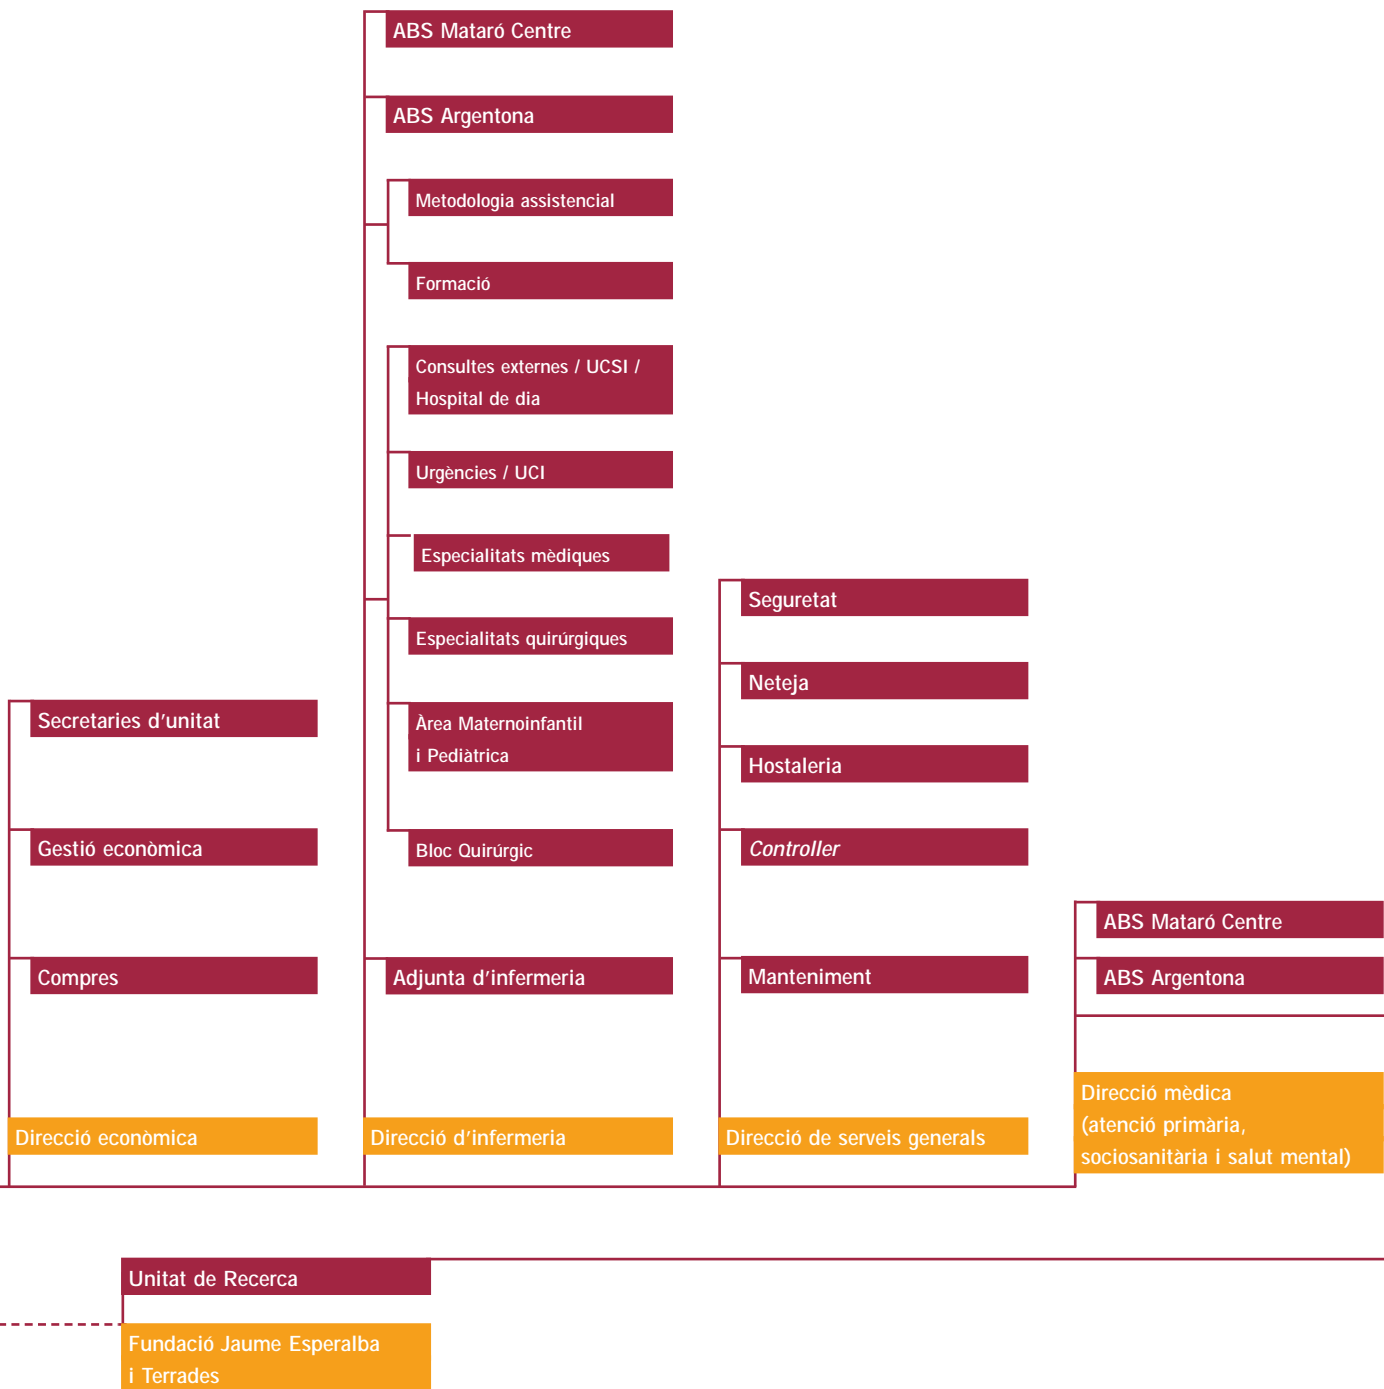 ABS Mataró Centre
ABS Argentona
Metodologia assistencial
Formació
Consultes externes / UCSI /
Hospital de dia
Urgències / UCI
Especialitats mèdiques
Especialitats quirúrgiques
Àrea Maternoinfantil
i Pediàtrica
Bloc Quirúrgic
Adjunta d'infermeria
Direcció d'infermeria
Secretaries d'unitat
Gestió econòmica
Compres
Direcció econòmica
Seguretat
Neteja
Hostaleria
Controller
Manteniment
Direcció de serveis generals
ABS Mataró Centre
ABS Argentona
Direcció mèdica
(atenció primària,
sociosanitària i salut mental)
Unitat de Recerca
Fundació Jaume Esperalba
i Terrades